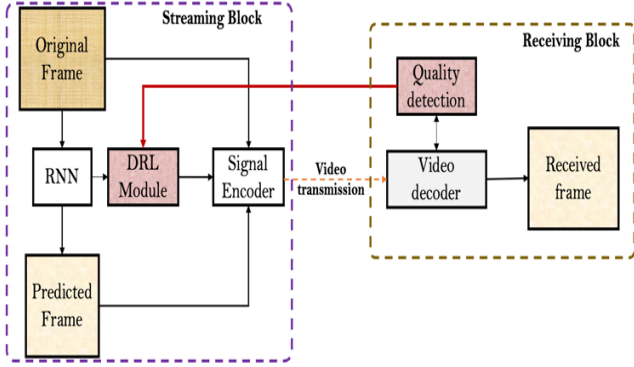 Streaming Block
Original
Frame
RNN
DRL
Module
Signal
Encoder
Predicted
Frame
Video
transmission
Receiving Block
Quality
detection
Video
decoder
Received
frame